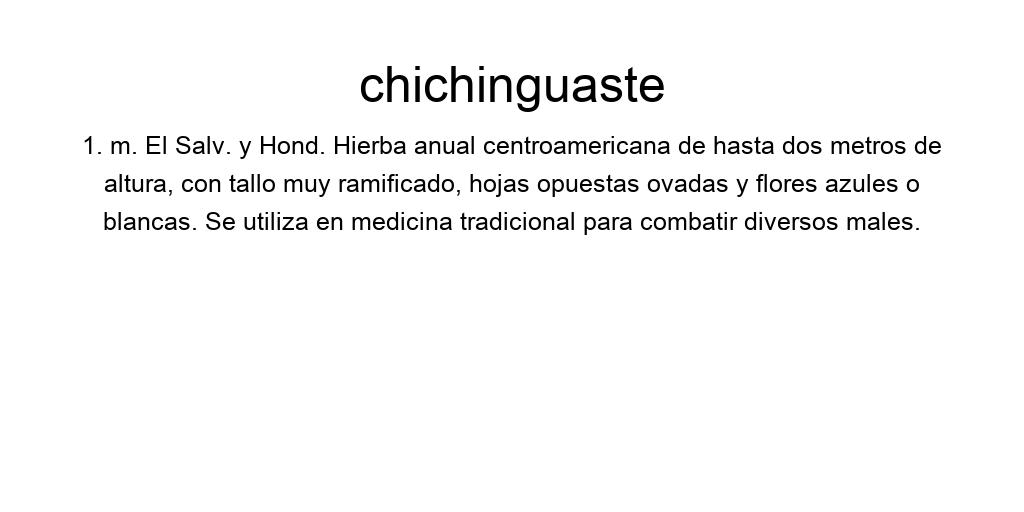 chichinguaste
1. m. El Salv. y Hond. Hierba anual centroamericana de hasta dos metros de
altura, con tallo muy ramificado, hojas opuestas ovadas y flores azules o
blancas. Se utiliza en medicina tradicional para combatir diversos males.